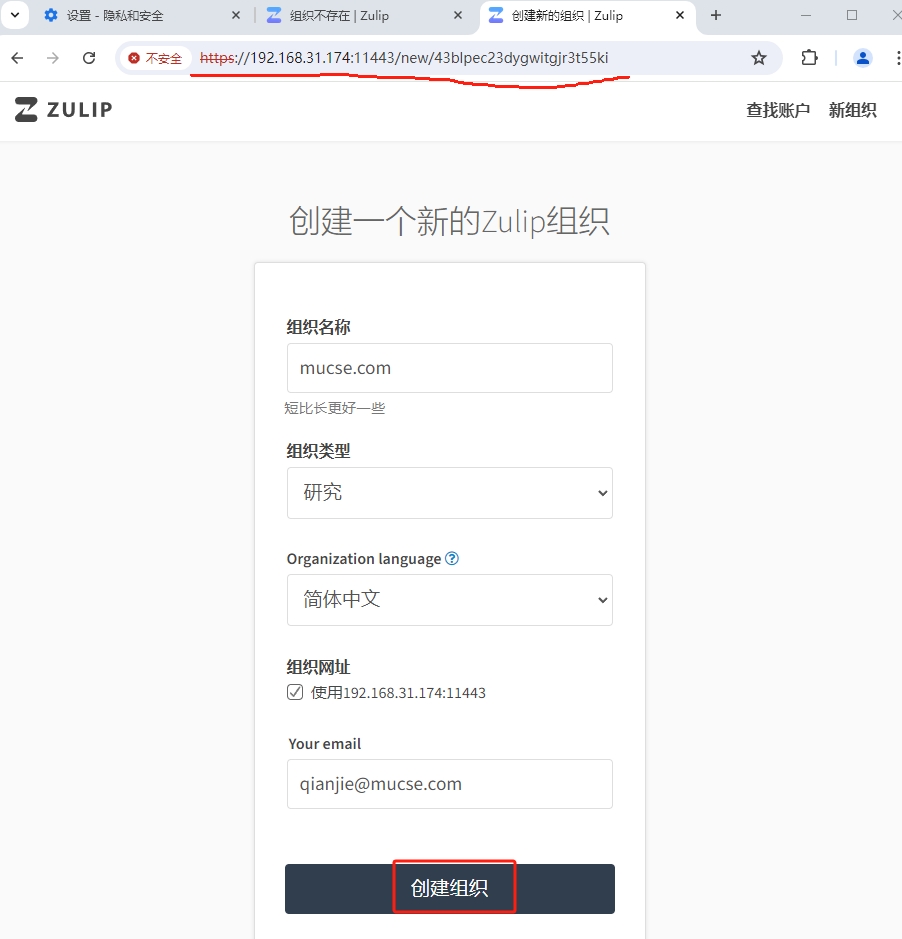 设置 - 隐私和安全
组织不存在 | Zulip
创建新的组织 | Zulip
不安全 https://192.168.31.174:11443/new/43blpec23dygwitgjr3t55ki
ZULIP
查找账户 新组织
创建一个新的Zulip组织
组织名称
mucse.com
短比长更好一些
组织类型
研究
Organization language
简体中文
组织网址
使用192.168.31.174:11443
Your email
qianjie@mucse.com
创建组织